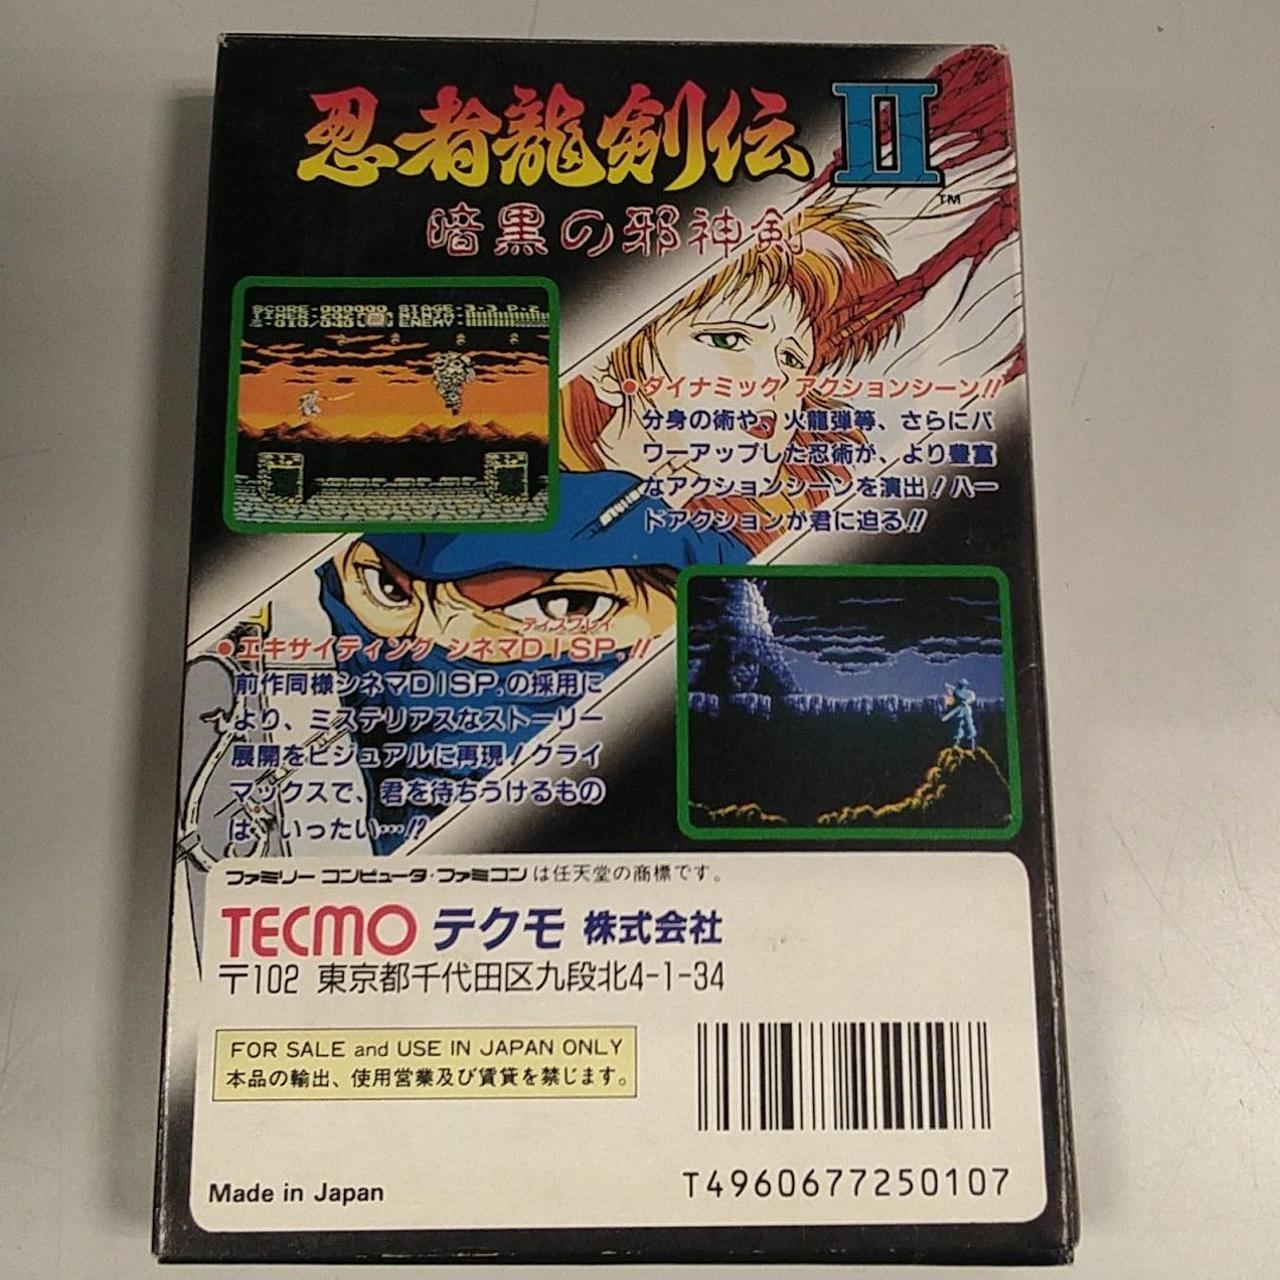 忍者龍剣伝II
TM
暗黒の邪神剣
SCORE-000000 STAGE-3-3 P-2
TIMER-202 NINJA-
-010/030 ENEMY-
●ダイナミック アクションシーン!!
分身の術や、火龍弾等、さらにパ
ワーアップした忍術が、より豊富
なアクションシーンを演出!ハー
ドアクションが君に迫る!!
ディスプレイ
●エキサイティング シネマDISP.!!
前作同様シネマDISP.の採用に
より、ミステリアスなストーリー
展開をビジュアルに再現!クライ
マックスで、君を待ちうけるもの
は、いったい…!?
ファミリーコンピュータ・ファミコンは任天堂の商標です。
TECMO テクモ 株式会社
〒102 東京都千代田区九段北4-1-34
FOR SALE and USE IN JAPAN ONLY
本品の輸出、使用営業及び賃貸を禁じます。
Made in Japan
T4960677250107